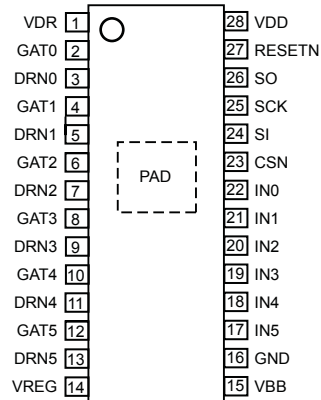 VDR 1 28 VDD
GAT0 2 27 RESETN
DRN0 3 26 SO
GAT1 4 25 SCK
DRN1 5 24 SI
GAT2 6 23 CSN
DRN2 7 22 IN0
GAT3 8 21 IN1
DRN3 9 20 IN2
GAT4 10 19 IN3
DRN4 11 18 IN4
GAT5 12 17 IN5
DRN5 13 16 GND
VREG 14 15 VBB
PAD